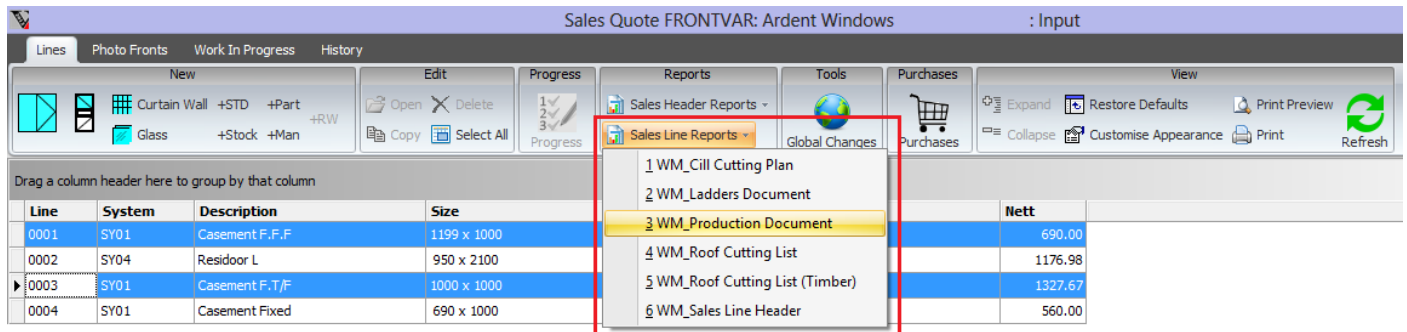 Sales Quote FRONTVAR: Ardent Windows : Input
Lines Photo Fronts Work In Progress History
New Edit Progress Reports Tools Purchases View
Curtain Wall +STD +Part +RW
Glass +Stock +Man
Open Delete
Copy Select All
1
2
3
Progress
Sales Header Reports
Sales Line Reports
Global Changes
Purchases
Expand Restore Defaults Print Preview
Collapse Customise Appearance Print
Refresh
1 WM_Cill Cutting Plan
2 WM_Ladders Document
3 WM_Production Document
4 WM_Roof Cutting List
5 WM_Roof Cutting List (Timber)
6 WM_Sales Line Header
Drag a column header here to group by that column
Line System Description Size Nett
0001 SY01 Casement F.F.F 1199 x 1000 690.00
0002 SY04 Residoor L 950 x 2100 1176.98
0003 SY01 Casement F.T/F 1000 x 1000 1327.67
0004 SY01 Casement Fixed 690 x 1000 560.00